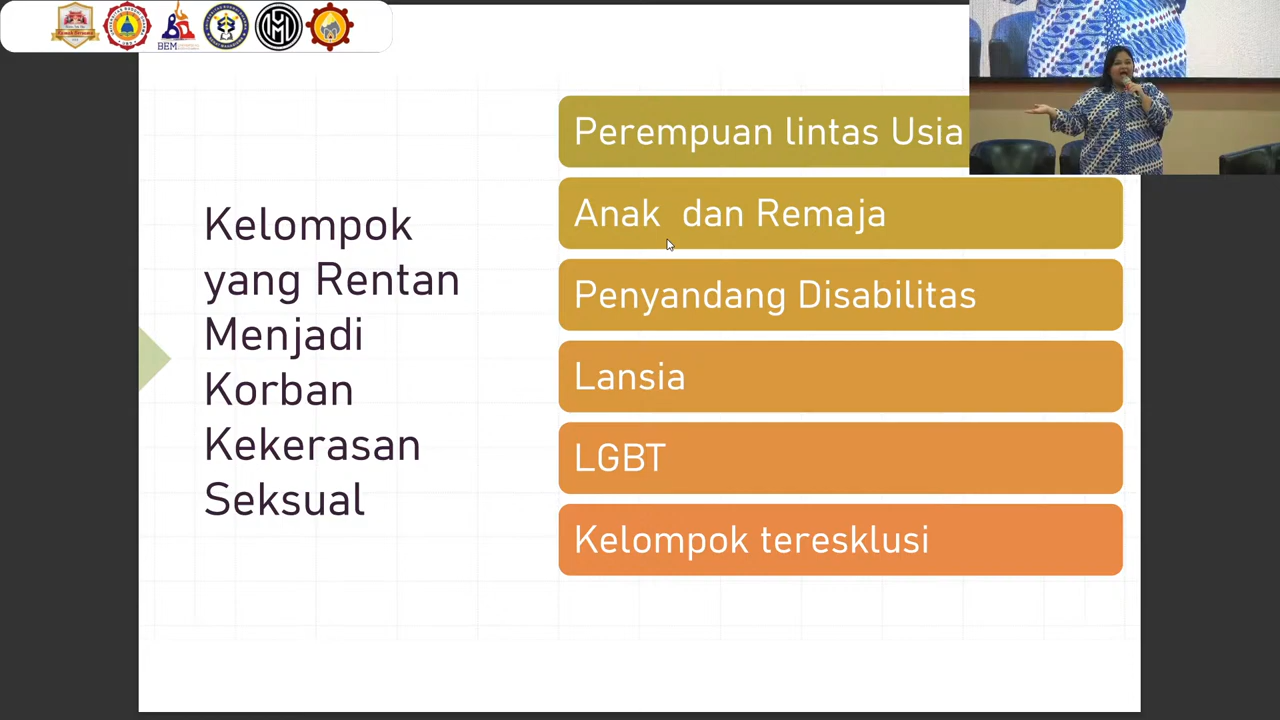 BEM
Kelompok
yang Rentan
Menjadi
Korban
Kekerasan
Seksual
Perempuan lintas Usia
Anak dan Remaja
Penyandang Disabilitas
Lansia
LGBT
Kelompok teresklusi